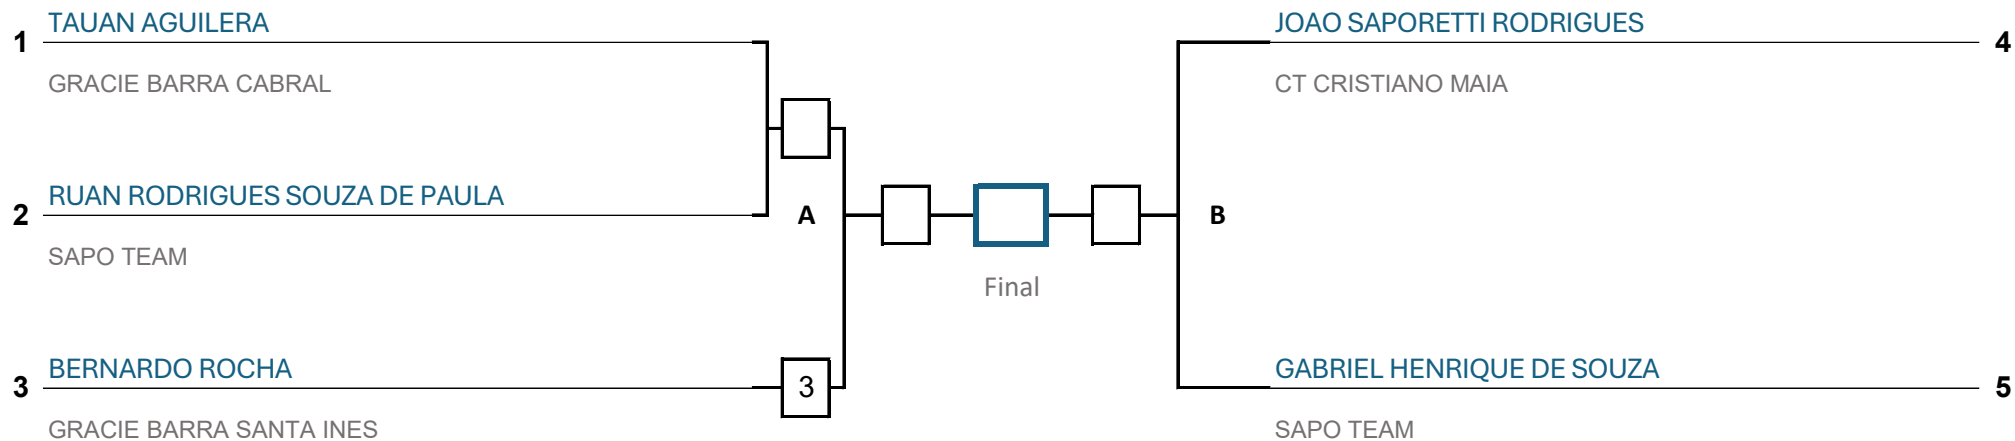 1
TAUAN AGUILERA
GRACIE BARRA CABRAL
2
RUAN RODRIGUES SOUZA DE PAULA
SAPO TEAM
A
3
BERNARDO ROCHA
3
GRACIE BARRA SANTA INES
Final
JOAO SAPORETTI RODRIGUES
4
CT CRISTIANO MAIA
B
GABRIEL HENRIQUE DE SOUZA
5
SAPO TEAM